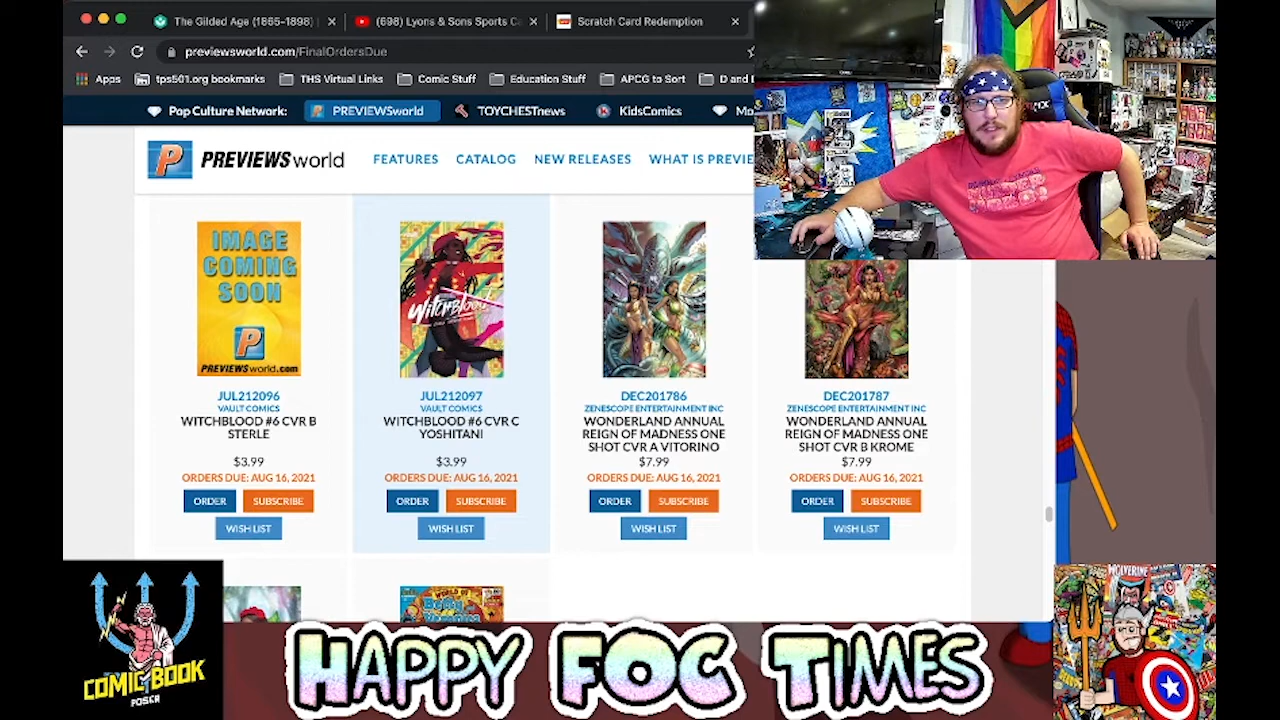 The Gilded Age (1865-1898) |
(698) Lyons & Sons Sports Ca
Scratch Card Redemption
previewsworld.com/FinalOrdersDue
Apps
tps501.org bookmarks
THS Virtual Links
Comic Stuff
Education Stuff
APCG to Sort
D and
Pop Culture Network:
PREVIEWSworld
TOYCHESTnews
KidsComics
Mo
P
PREVIEWSworld
FEATURES
CATALOG
NEW RELEASES
WHAT IS PREVIE
IMAGE
COMING
SOON
P
PREVIEWSworld.com
Witchblood
JUL212096
VAULT COMICS
WITCHBLOOD #6 CVR B
STERLE
$3.99
ORDERS DUE: AUG 16, 2021
ORDER
SUBSCRIBE
WISH LIST
JUL212097
VAULT COMICS
WITCHBLOOD #6 CVR C
YOSHITANI
$3.99
ORDERS DUE: AUG 16, 2021
ORDER
SUBSCRIBE
WISH LIST
DEC201786
ZENESCOPE ENTERTAINMENT INC
WONDERLAND ANNUAL
REIGN OF MADNESS ONE
SHOT CVR A VITORINO
$7.99
ORDERS DUE: AUG 16, 2021
ORDER
SUBSCRIBE
WISH LIST
DEC201787
ZENESCOPE ENTERTAINMENT INC
WONDERLAND ANNUAL
REIGN OF MADNESS ONE
SHOT CVR B KROME
$7.99
ORDERS DUE: AUG 16, 2021
ORDER
SUBSCRIBE
WISH LIST
COMIC BOOK
POSER
HAPPY FOC TIMES
WOLVERINE